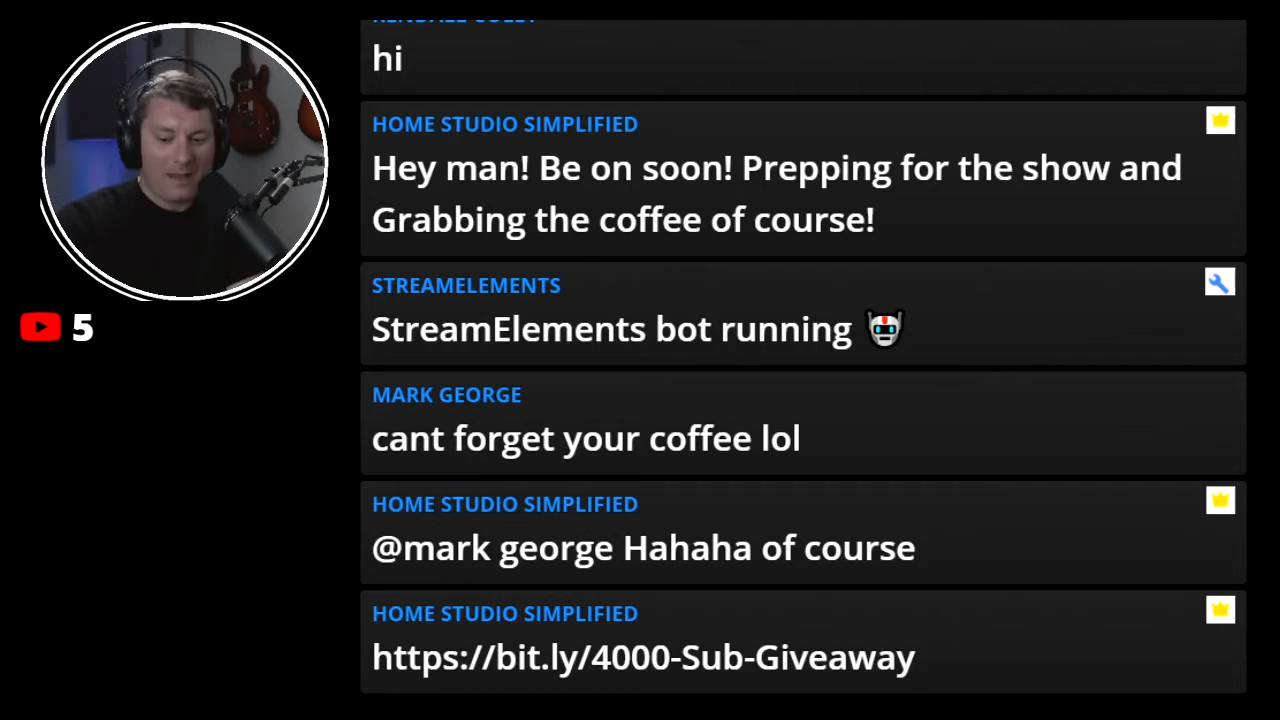 hi
HOME STUDIO SIMPLIFIED
Hey man! Be on soon! Prepping for the show and
Grabbing the coffee of course!
STREAMELEMENTS
StreamElements bot running
5
MARK GEORGE
cant forget your coffee lol
HOME STUDIO SIMPLIFIED
@mark george Hahaha of course
HOME STUDIO SIMPLIFIED
https://bit.ly/4000-Sub-Giveaway